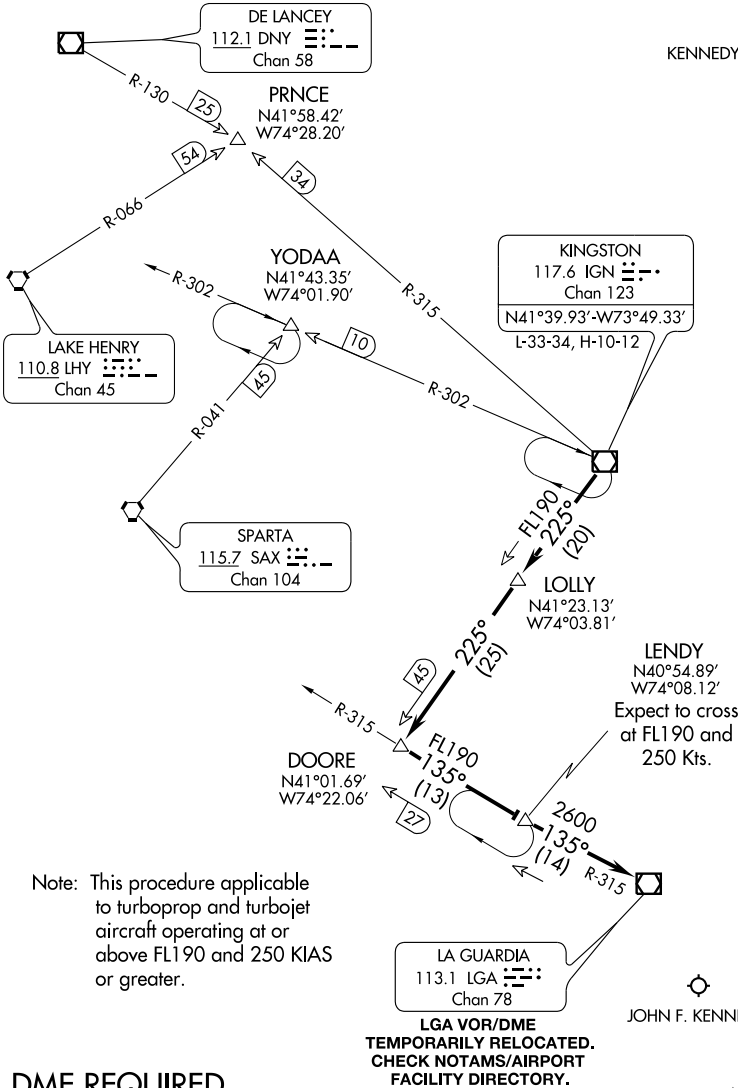 DE LANCEY
112.1 DNY
Chan 58
KENNEDY
R-130
25
PRNCE
N41°58.42′
W74°28.20′
54
34
R-066
R-315
YODAA
N41°43.35′
W74°01.90′
R-302
KINGSTON
117.6 IGN
Chan 123
N41°39.93′-W73°49.33′
L-33-34, H-10-12
LAKE HENRY
110.8 LHY
Chan 45
10
R-302
45
R-041
SPARTA
115.7 SAX
Chan 104
FL190
225°
(20)
LOLLY
N41°23.13′
W74°03.81′
225°
(25)
45
LENDY
N40°54.89′
W74°08.12′
Expect to cross
at FL190 and
250 Kts.
R-315
DOORE
N41°01.69′
W74°22.06′
FL190
135°
(13)
27
2600
135°
(14)
R-315
Note: This procedure applicable
to turboprop and turbojet
aircraft operating at or
above FL190 and 250 KIAS
or greater.
LA GUARDIA
113.1 LGA
Chan 78
JOHN F. KENN
LGA VOR/DME
TEMPORARILY RELOCATED.
CHECK NOTAMS/AIRPORT
FACILITY DIRECTORY.
DME REQUIRED